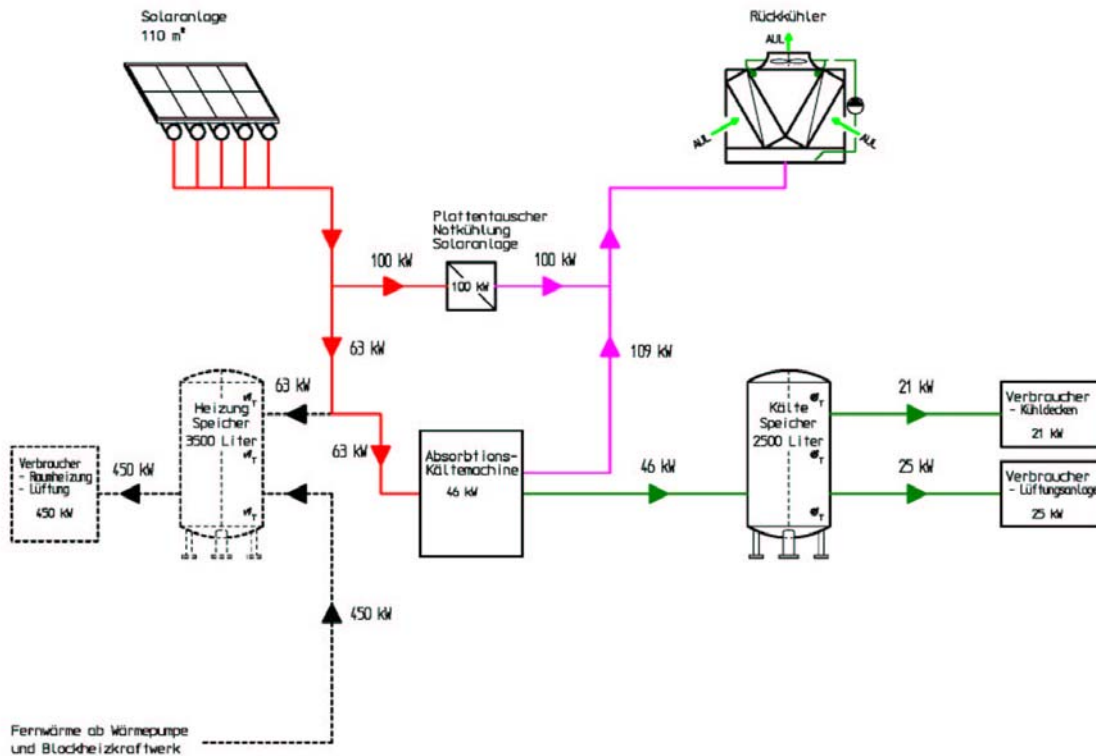 Solaranlage
110 m²
Rückkühler
AUL
AUL
AUL
Plattentauscher
Notkühlung
Solaranlage
100 kW
100 kW
100 kW
63 kW
109 kW
63 kW
Heizung
Speicher
3500 Liter
63 kW
Absorbtions-
Kältemachine
46 kW
46 kW
Kälte
Speicher
2500 Liter
21 kW
Verbraucher
- Kühldecken
21 kW
25 kW
Verbraucher
- Lüftungsanlage
25 kW
Verbraucher
- Raumheizung
- Lüftung
450 kW
450 kW
450 kW
Fernwärme ab Wärmepumpe
und Blockheizkraftwerk